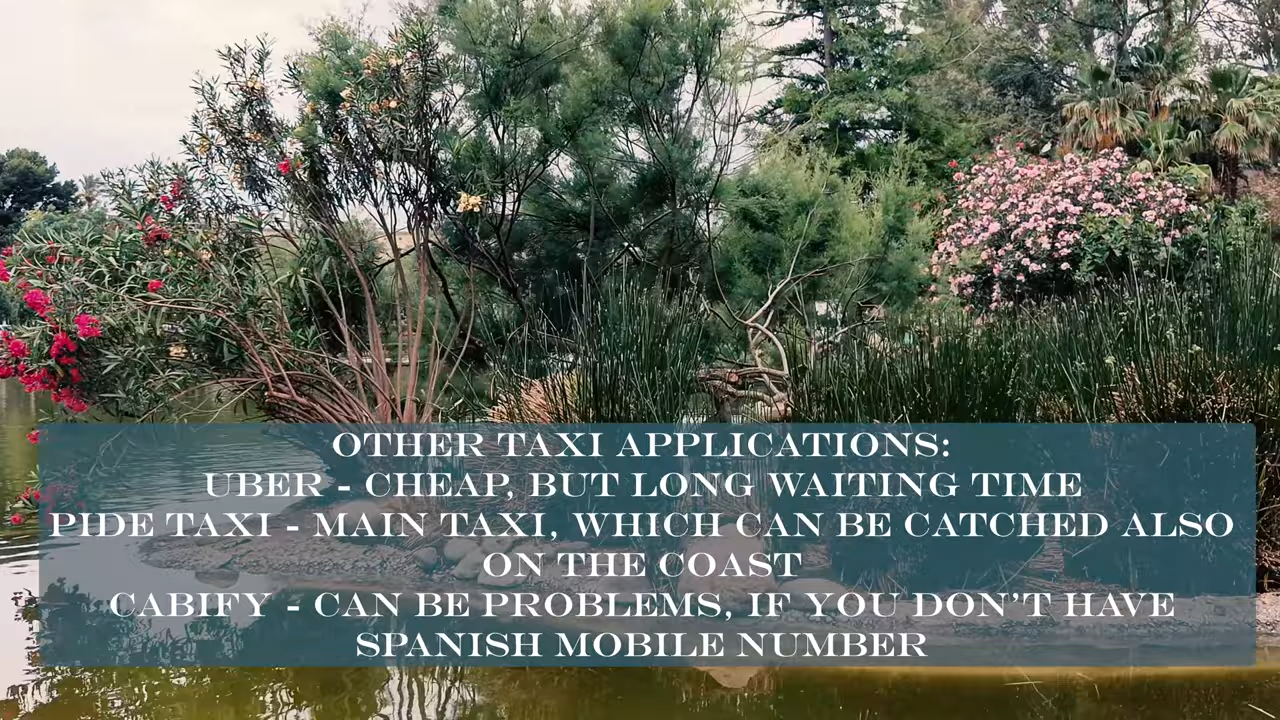 OTHER TAXI APPLICATIONS:
UBER - CHEAP, BUT LONG WAITING TIME
PIDE TAXI - MAIN TAXI, WHICH CAN BE CATCHED ALSO
ON THE COAST
CABIFY - CAN BE PROBLEMS, IF YOU DON'T HAVE
SPANISH MOBILE NUMBER